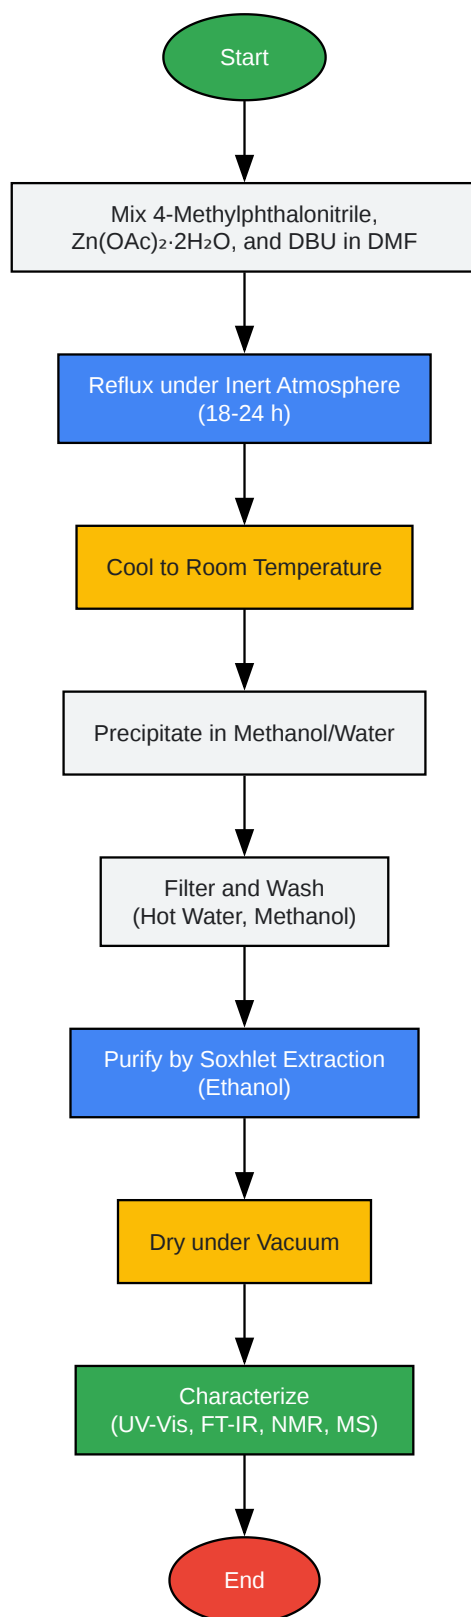 Start
Mix 4-Methylphthalonitrile,
Zn(OAc)₂·2H₂O, and DBU in DMF
Reflux under Inert Atmosphere
(18-24 h)
Cool to Room Temperature
Precipitate in Methanol/Water
Filter and Wash
(Hot Water, Methanol)
Purify by Soxhlet Extraction
(Ethanol)
Dry under Vacuum
Characterize
(UV-Vis, FT-IR, NMR, MS)
End